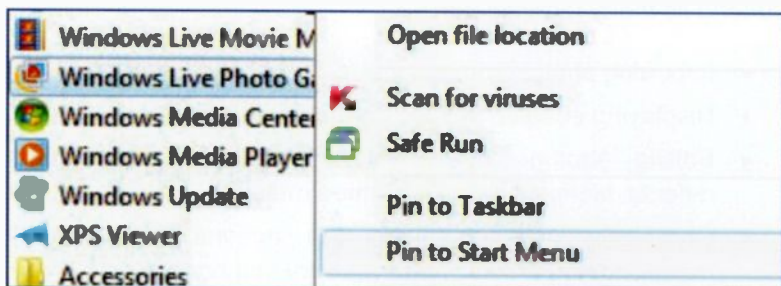 Windows Live Movie M
Windows Live Photo Ga
Windows Media Center
Windows Media Player
Windows Update
XPS Viewer
Accessories
Open file location
Scan for viruses
Safe Run
Pin to Taskbar
Pin to Start Menu